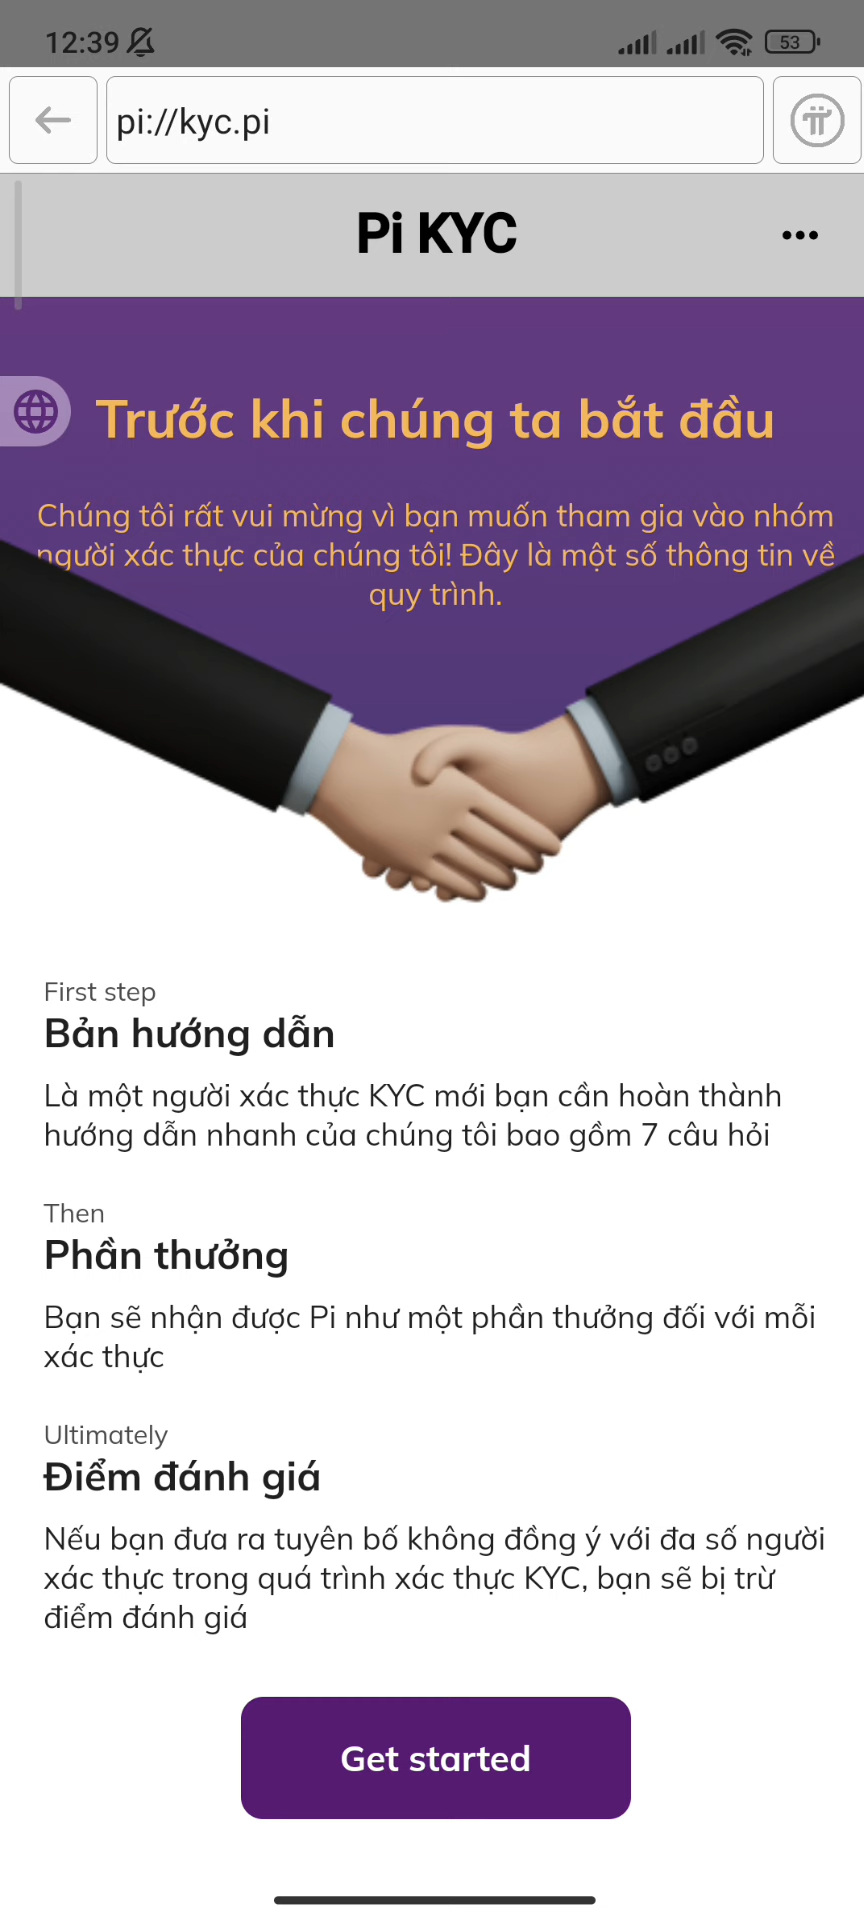 12:39
53
pi://kyc.pi
Pi KYC
Trước khi chúng ta bắt đầu
Chúng tôi rất vui mừng vì bạn muốn tham gia vào nhóm
người xác thực của chúng tôi! Đây là một số thông tin về
quy trình.
First step
Bản hướng dẫn
Là một người xác thực KYC mới bạn cần hoàn thành
hướng dẫn nhanh của chúng tôi bao gồm 7 câu hỏi
Then
Phần thưởng
Bạn sẽ nhận được Pi như một phần thưởng đối với mỗi
xác thực
Ultimately
Điểm đánh giá
Nếu bạn đưa ra tuyên bố không đồng ý với đa số người
xác thực trong quá trình xác thực KYC, bạn sẽ bị trừ
điểm đánh giá
Get started